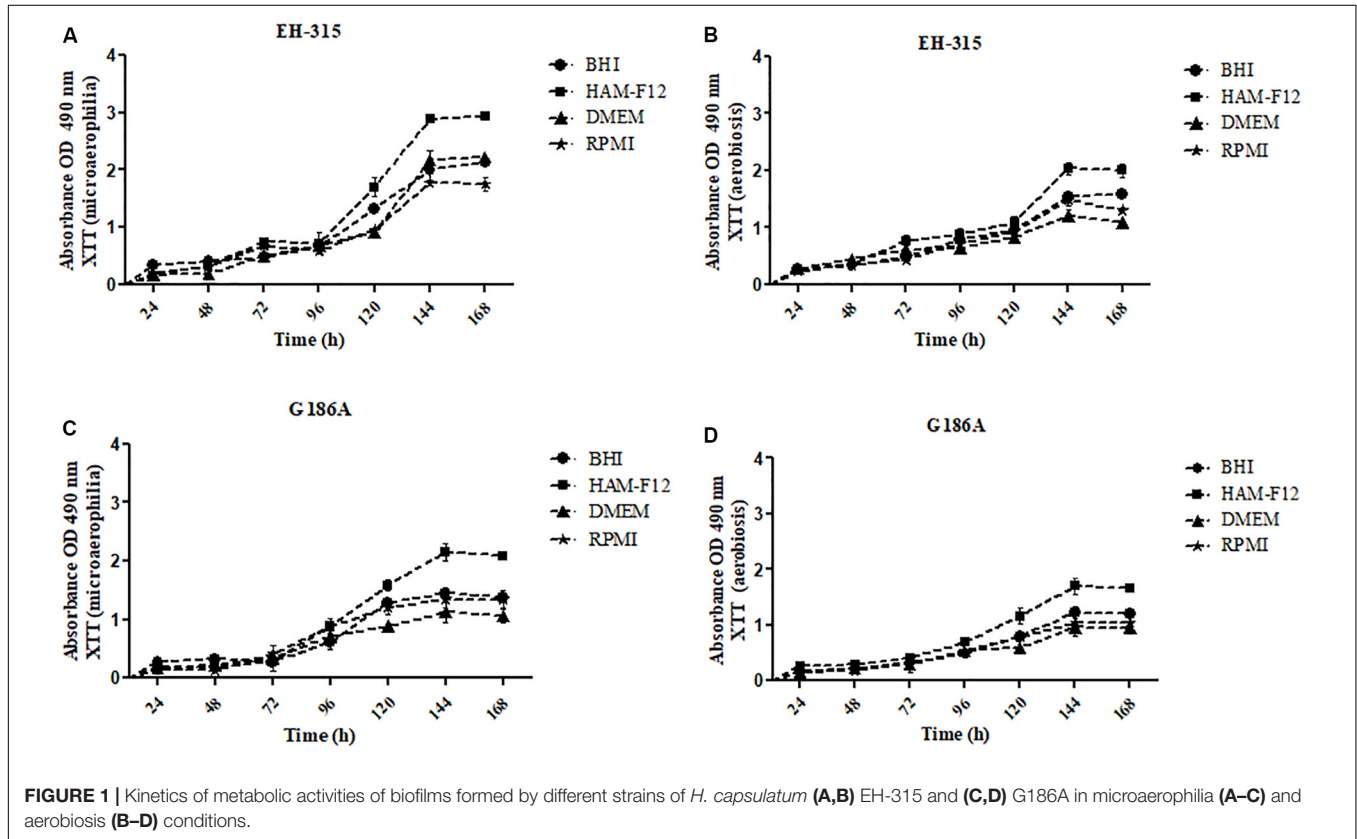 A
EH-315
Absorbance OD 490 nm
XTT (microaerophilia)
4
3
2
1
0
24
48
72
96
120
144
168
Time (h)
BHI
HAM-F12
DMEM
RPMI
B
EH-315
Absorbance OD 490 nm
XTT (aerobiosis)
4
3
2
1
0
24
48
72
96
120
144
168
Time (h)
BHI
HAM-F12
DMEM
RPMI
C
G186A
Absorbance OD 490 nm
XTT (microaerophilia)
4
3
2
1
0
24
48
72
96
120
144
168
Time (h)
BHI
HAM-F12
DMEM
RPMI
D
G186A
Absorbance OD 490 nm
XTT (aerobiosis)
4
3
2
1
0
24
48
72
96
120
144
168
Time (h)
BHI
HAM-F12
DMEM
RPMI
FIGURE 1 | Kinetics of metabolic activities of biofilms formed by different strains of H. capsulatum (A,B) EH-315 and (C,D) G186A in microaerophilia (A–C) and
aerobiosis (B–D) conditions.